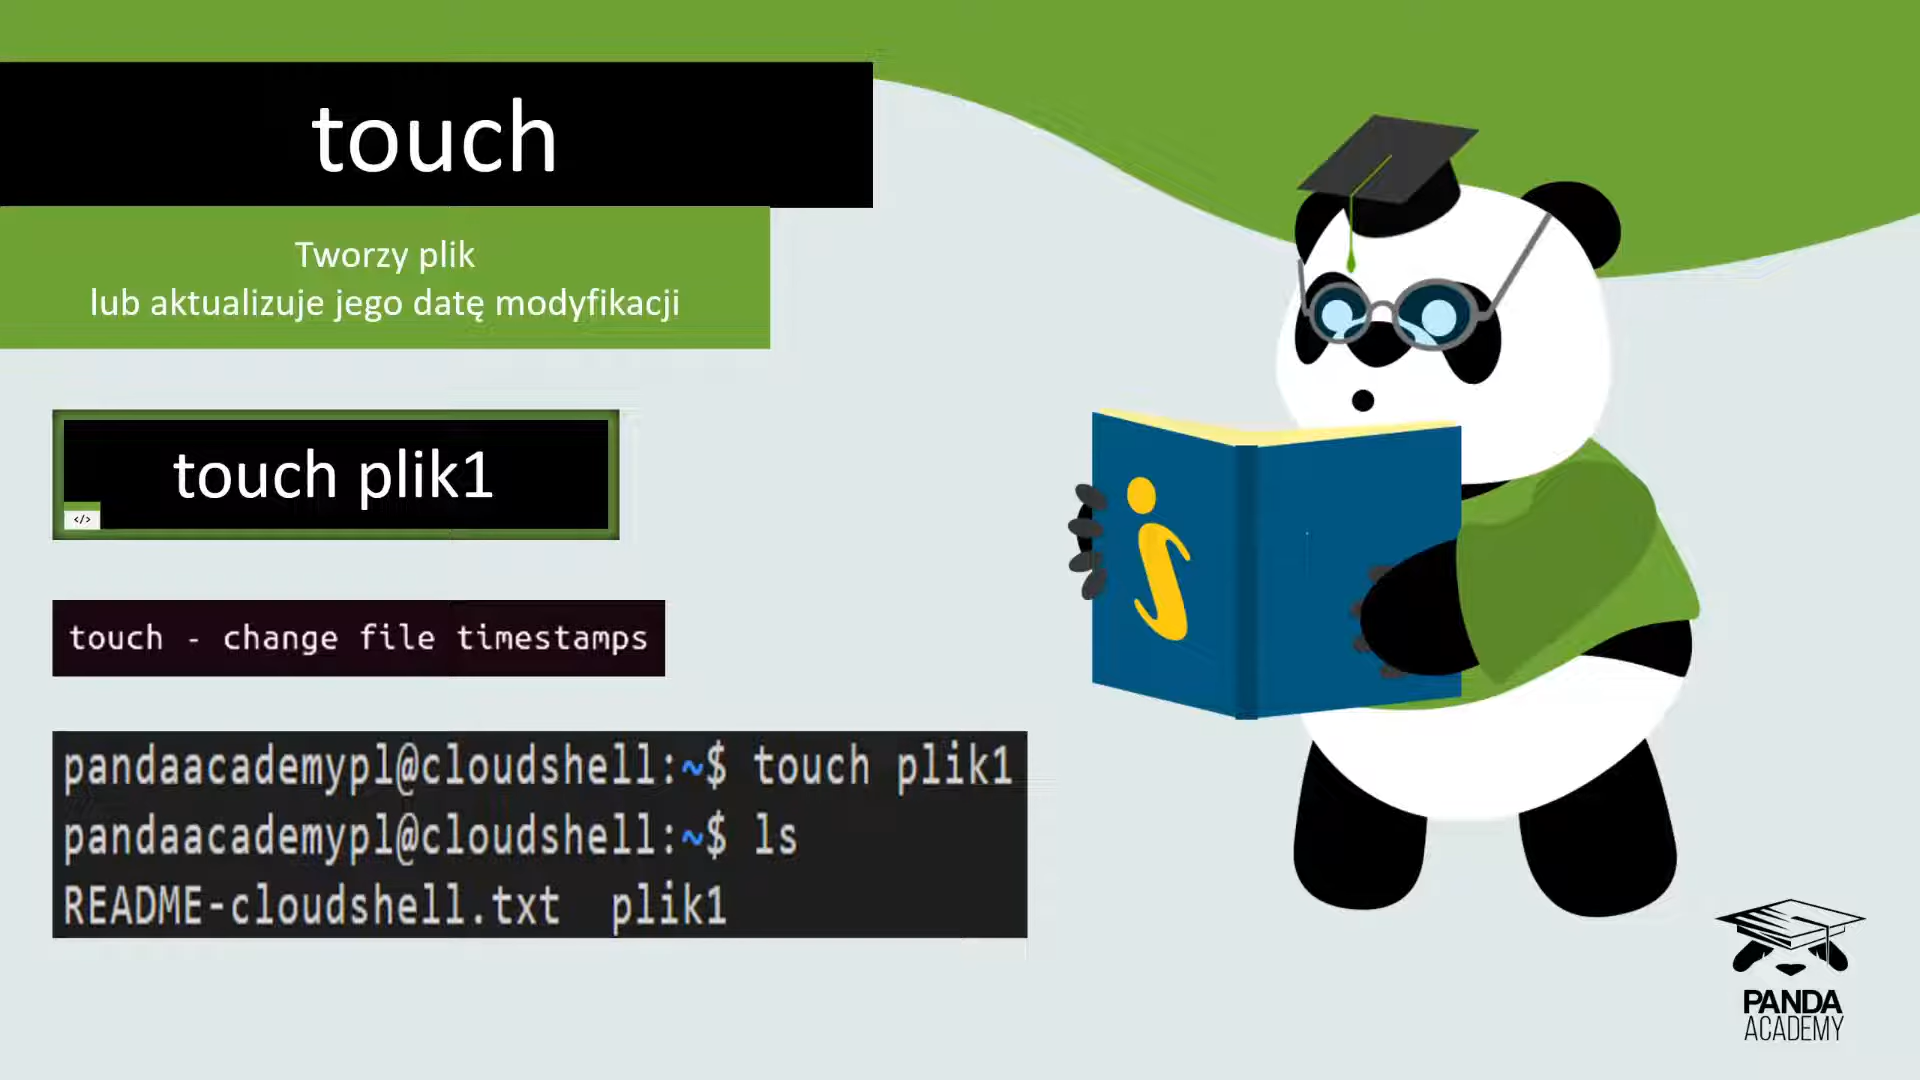 touch
Tworzy plik
lub aktualizuje jego datę modyfikacji
touch plik1
</>
touch - change file timestamps
pandaacademypl@cloudshell:~$ touch plik1
pandaacademypl@cloudshell:~$ ls
README-cloudshell.txt plik1
i
PANDA
ACADEMY